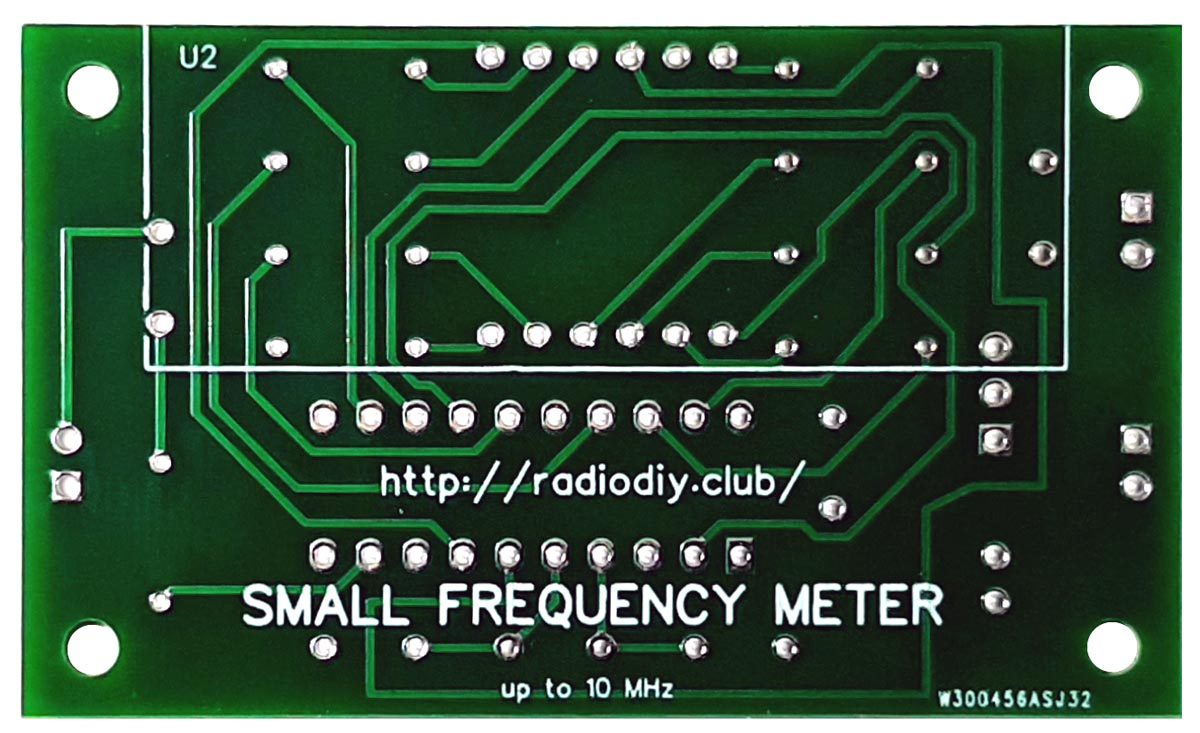 U2
http://radiodiy.club/
SMALL FREQUENCY METER
up to 10 MHz
W300456ASJ32